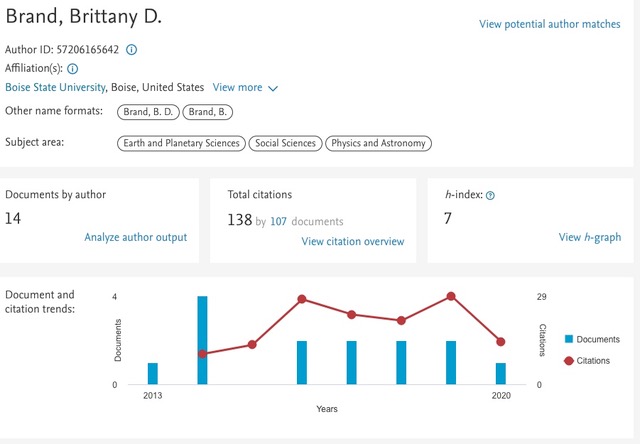 Brand, Brittany D.
View potential author matches
Author ID: 57206165642
Affiliation(s):
Boise State University, Boise, United States View more
Other name formats: Brand, B. D. Brand, B.
Subject area: Earth and Planetary Sciences Social Sciences Physics and Astronomy
Documents by author
14
Analyze author output
Total citations
138 by 107 documents
View citation overview
h-index:
7
View h-graph
Document and
citation trends:
4
0
Documents
2013
2020
Years
29
0
Citations
Documents
Citations